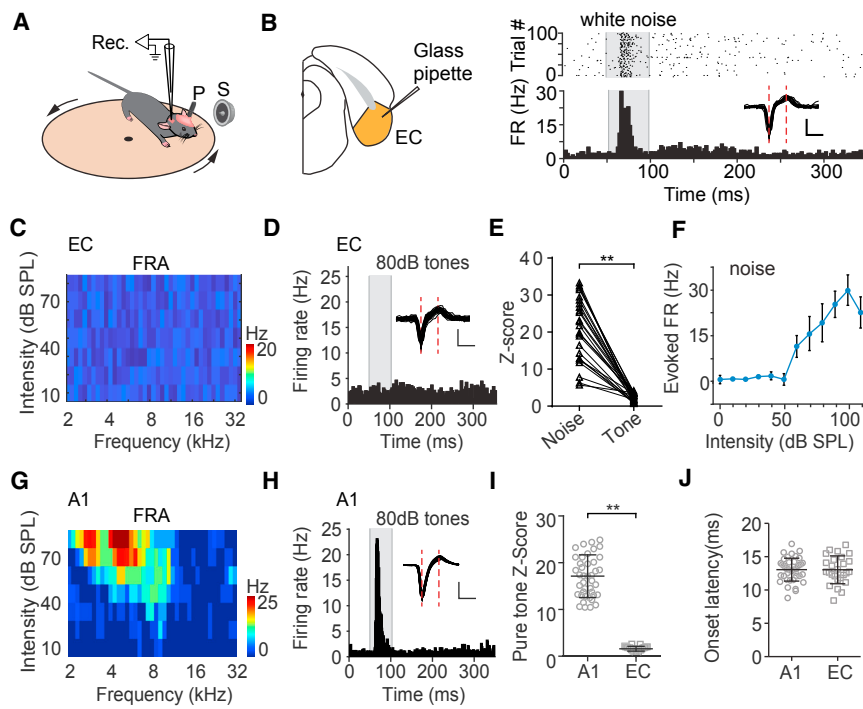 A
Rec.
P
S
B
Glass
pipette
EC
white noise
Trial #
100
0
FR (Hz)
30
15
0
0
100
200
300
Time (ms)
C
EC
FRA
Intensity (dB SPL)
70
40
10
2
4
8
16
32
Frequency (kHz)
Hz
20
0
D
EC
80dB tones
Firing rate (Hz)
25
20
15
10
5
0
0
100
200
300
Time (ms)
E
**
Z-score
40
30
20
10
0
Noise
Tone
F
noise
Evoked FR (Hz)
30
15
0
0
50
100
Intensity (dB SPL)
G
A1
FRA
Intensity (dB SPL)
70
40
10
2
4
8
16
32
Frequency (kHz)
Hz
25
0
H
A1
80dB tones
Firing rate (Hz)
25
20
15
10
5
0
0
100
200
300
Time (ms)
I
**
Pure tone Z-Score
30
20
10
0
A1
EC
J
Onset latency(ms)
20
15
10
5
0
A1
EC